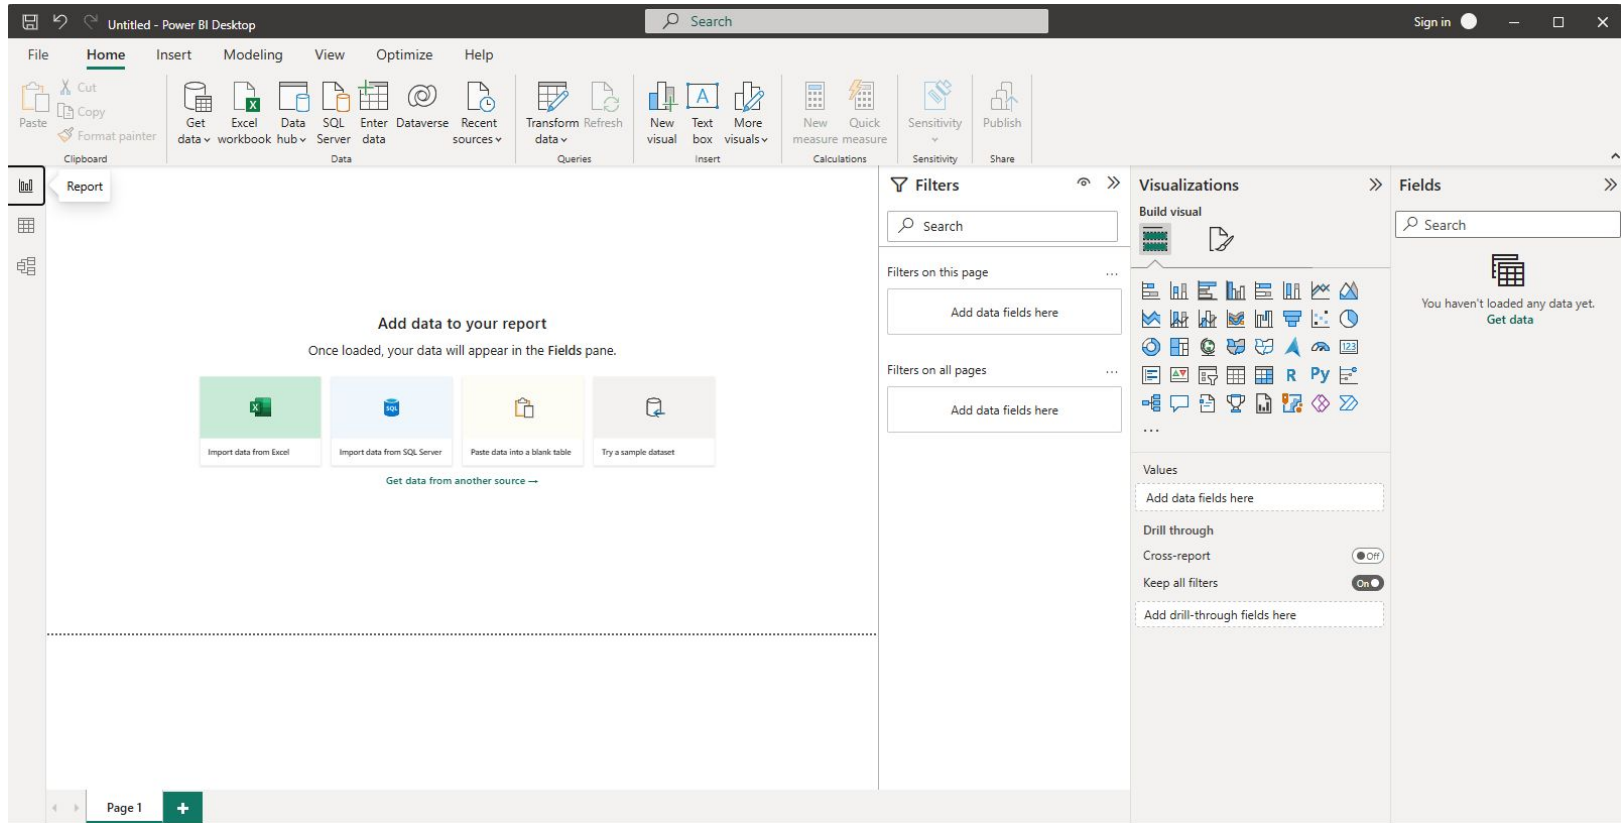 Untitled - Power BI Desktop
Search
Sign in
File Home Insert Modeling View Optimize Help
Paste
Cut
Copy
Format painter
Clipboard
Get data
Excel workbook
Data hub
SQL Server
Enter data
Dataverse
Recent sources
Data
Transform data
Refresh
Queries
New visual
Text box
More visuals
Insert
New measure
Quick measure
Calculations
Sensitivity
Sensitivity
Publish
Share
Report
Add data to your report
Once loaded, your data will appear in the Fields pane.
Import data from Excel
Import data from SQL Server
Paste data into a blank table
Try a sample dataset
Get data from another source →
Filters
Search
Filters on this page ...
Add data fields here
Filters on all pages ...
Add data fields here
Visualizations
Build visual
123
R Py
...
Values
Add data fields here
Drill through
Cross-report Off
Keep all filters On
Add drill-through fields here
Fields
Search
You haven't loaded any data yet.
Get data
Page 1 +